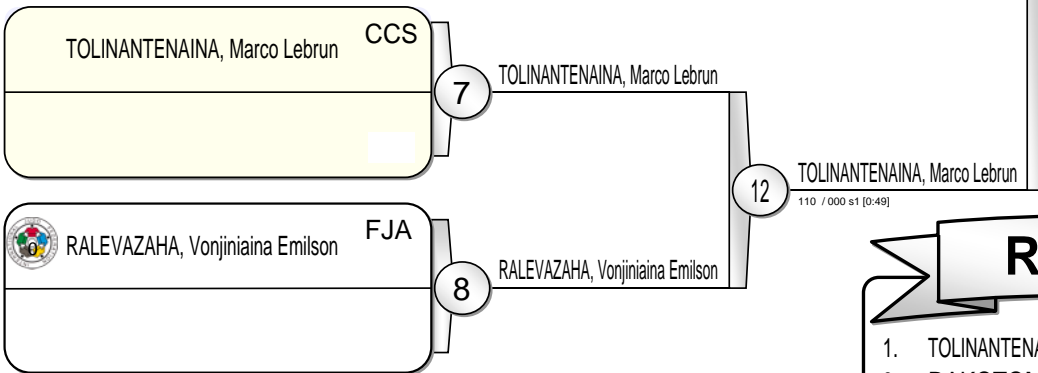 TOLINANTENAINA, Marco Lebrun CCS
7
TOLINANTENAINA, Marco Lebrun
12
TOLINANTENAINA, Marco Lebrun
110 / 000 s1 [0:49]
RALEVAZAHA, Vonjiniaina Emilson FJA
8
RALEVAZAHA, Vonjiniaina Emilson
R
1. TOLINANTENA